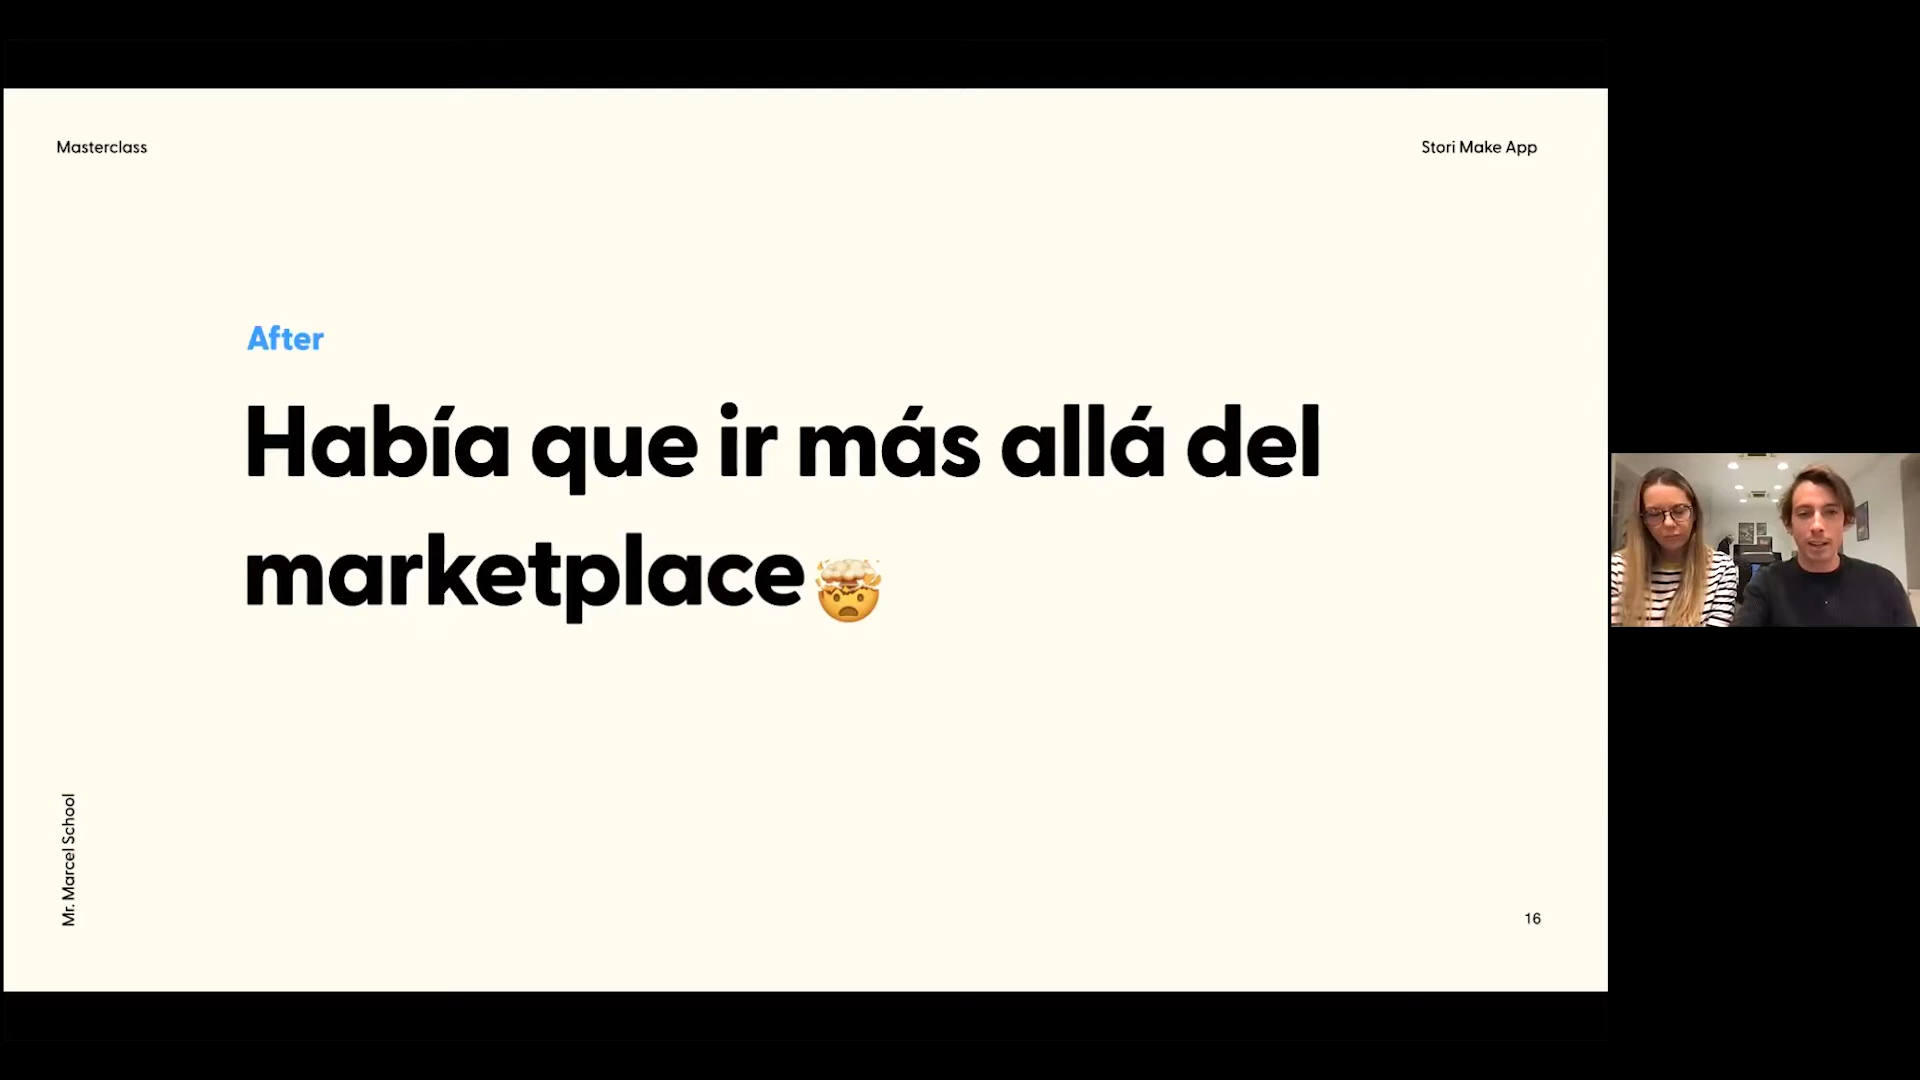 Masterclass
Stori Make App
After
Había que ir más allá del
marketplace🤯
Mr. Marcel School
16